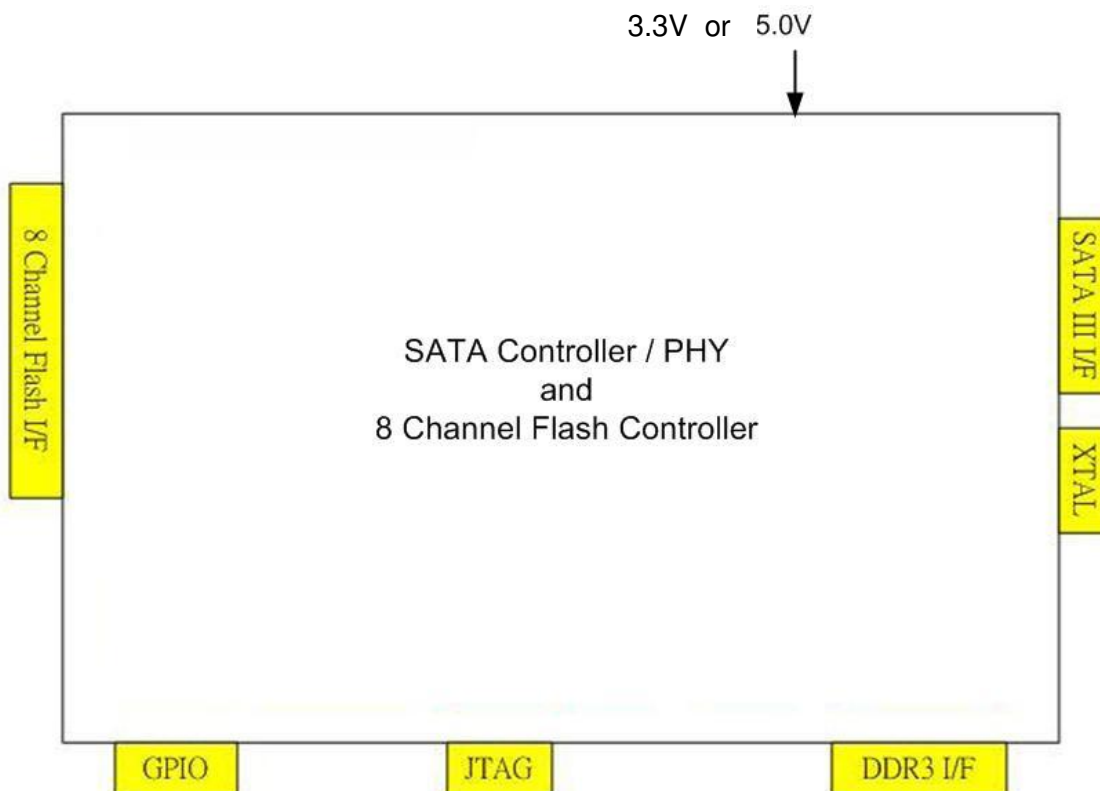 3.3V or 5.0V
8 Channel Flash I/F
SATA III I/F
SATA Controller / PHY
and
8 Channel Flash Controller
XTAL
GPIO
JTAG
DDR3 I/F